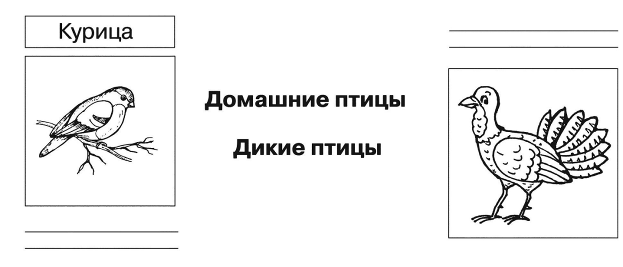 Курица
Домашние птицы
Дикие птицы